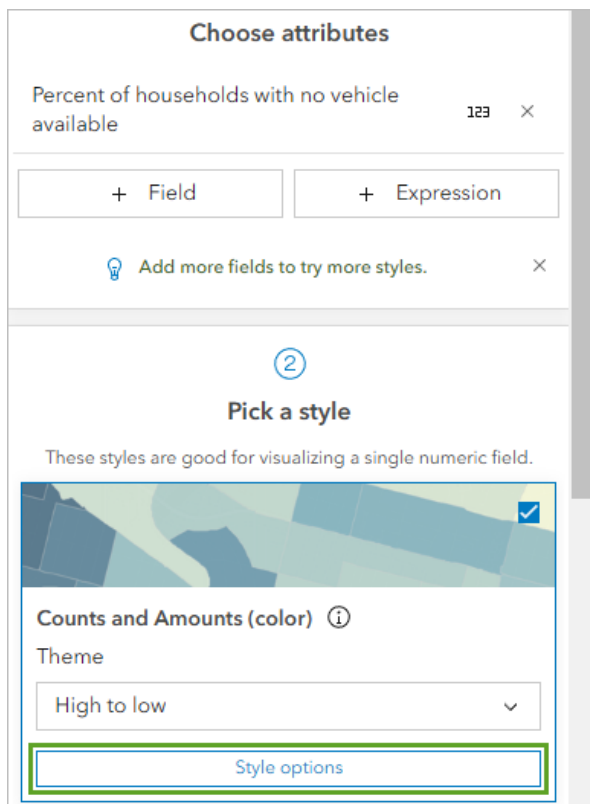 Choose attributes
Percent of households with no vehicle
available
123
+ Field
+ Expression
Add more fields to try more styles.
2
Pick a style
These styles are good for visualizing a single numeric field.
Counts and Amounts (color)
Theme
High to low
Style options